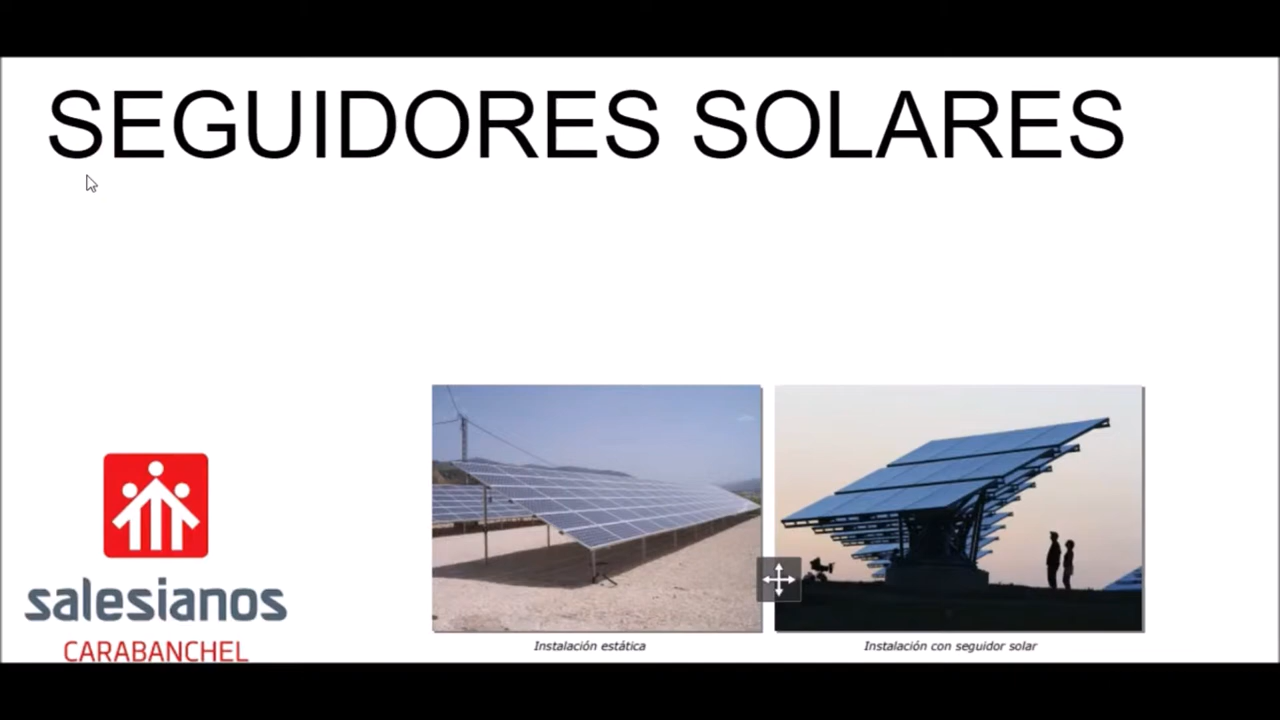 SEGUIDORES SOLARES
salesianos
CARABANCHEL
Instalación estática
Instalación con seguidor solar